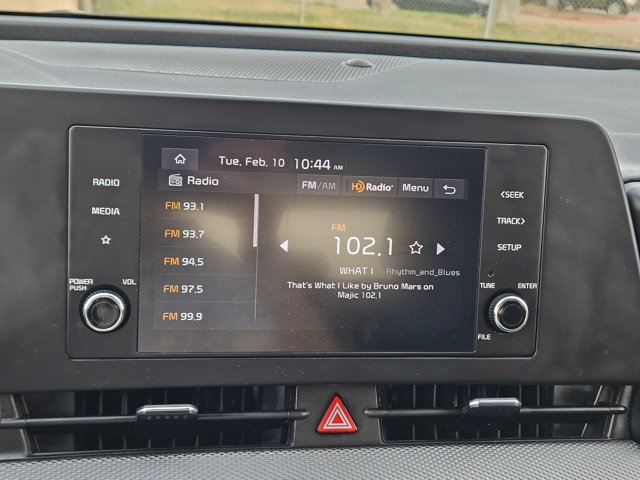 Tue, Feb. 10 10:44 AM
Radio FM/AM HD Radio Menu
RADIO
MEDIA
POWER PUSH VOL
FM 93.1
FM 93.7
FM 94.5
FM 97.5
FM 99.9
FM
102.1
WHAT I Rhythm_and_Blues
That's What I Like by Bruno Mars on
Majic 102.1
<SEEK
TRACK>
SETUP
TUNE ENTER
FILE